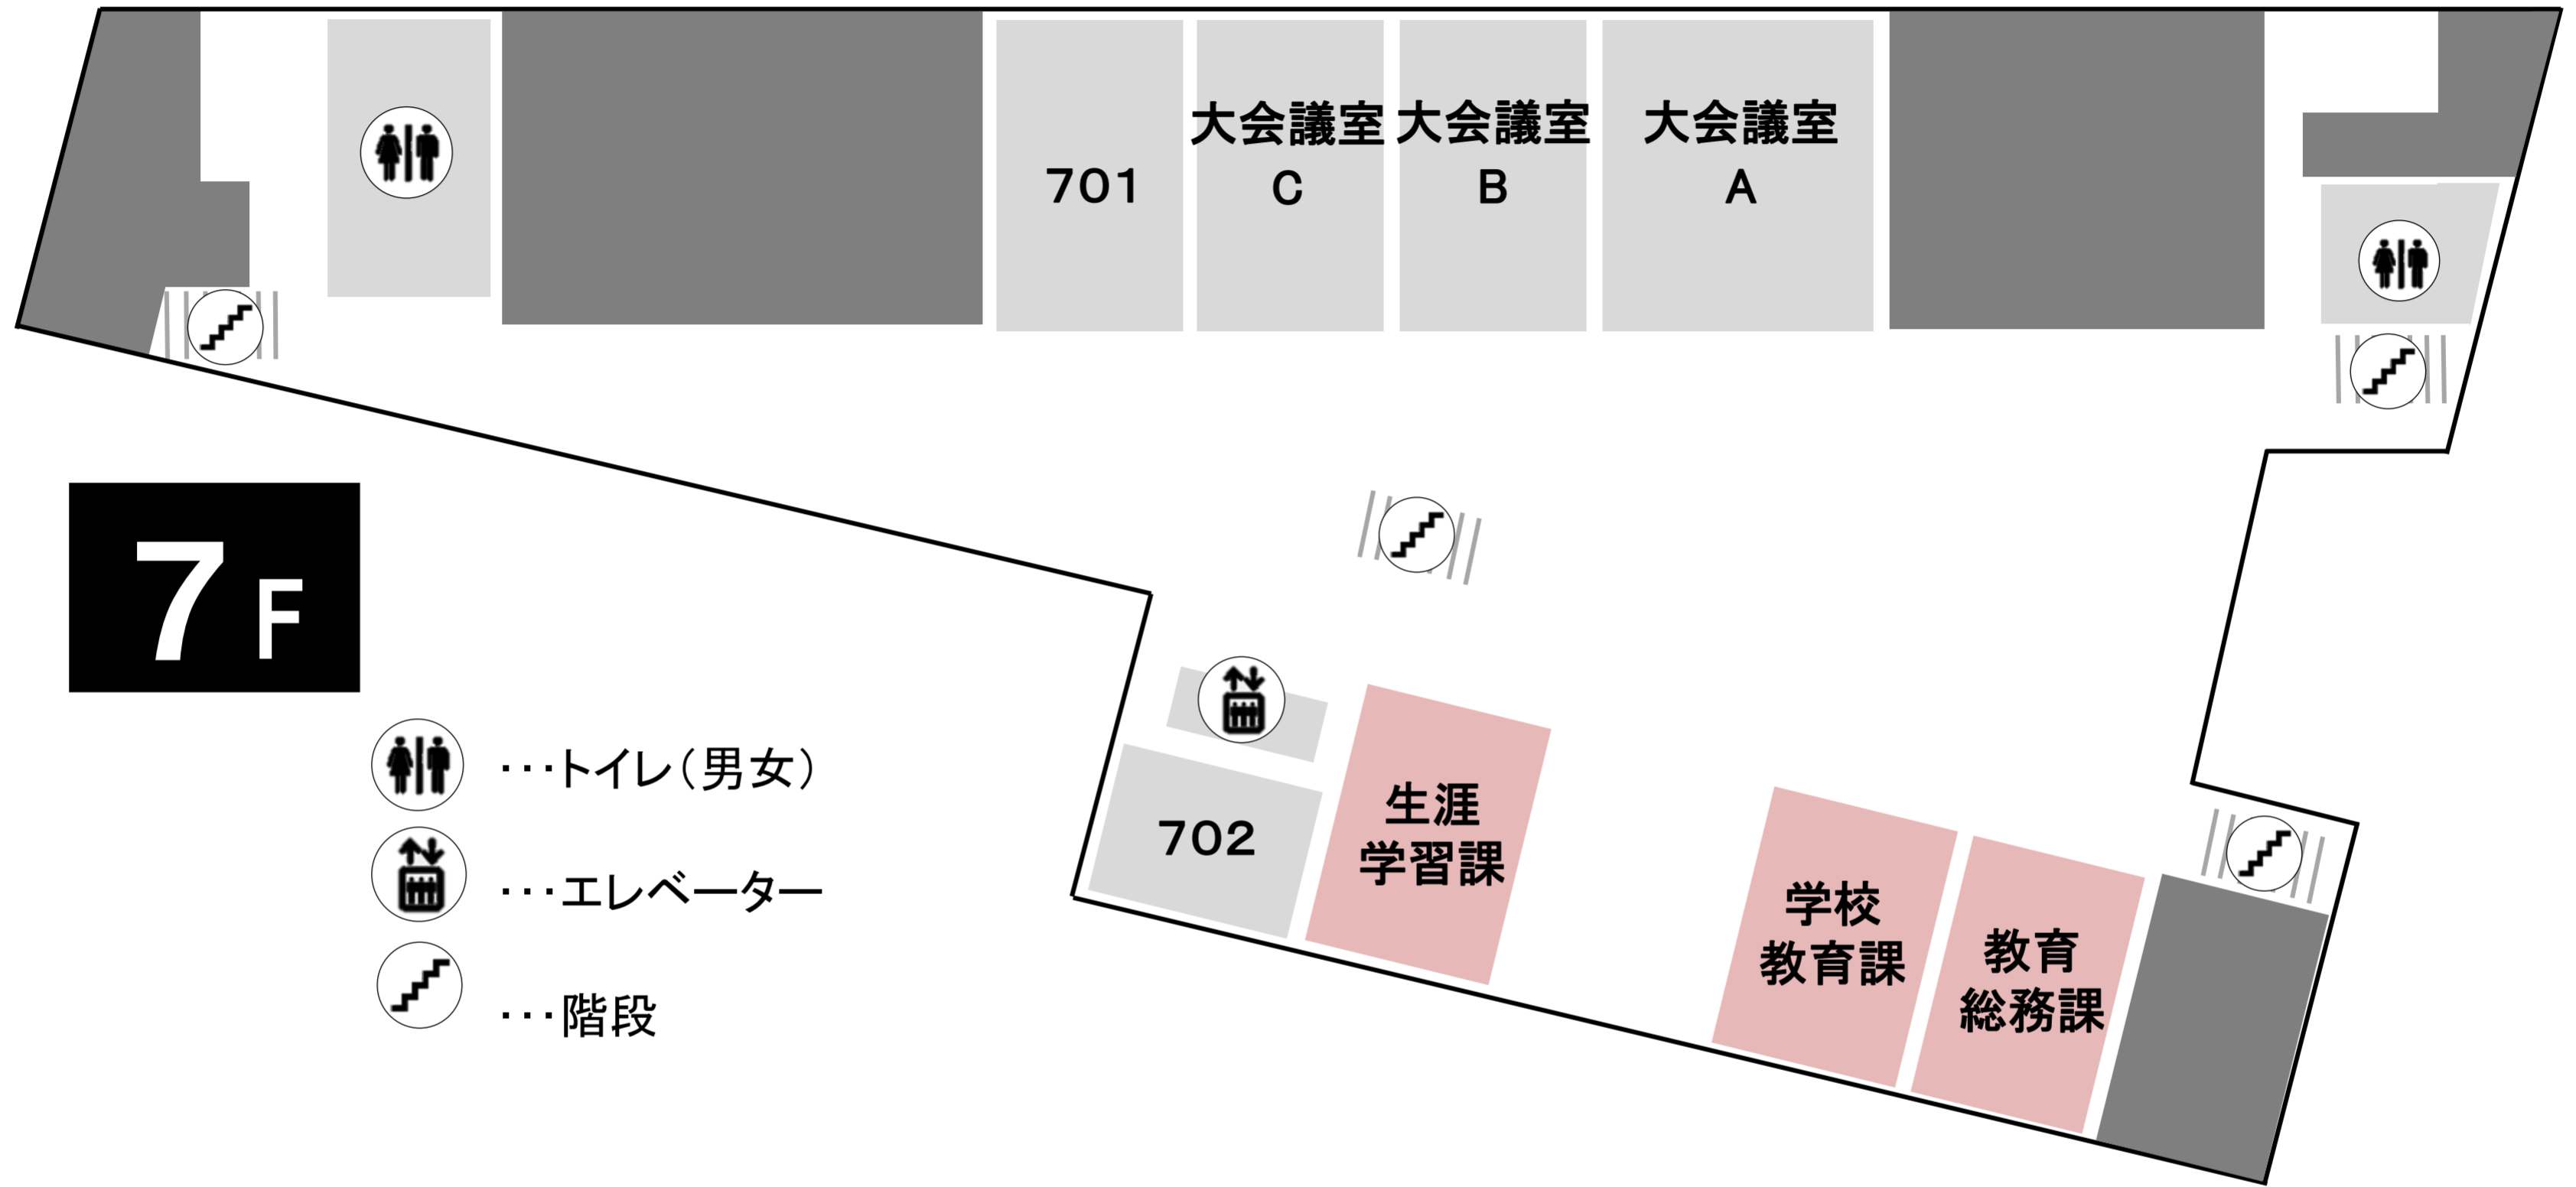 701
大会議室
C
大会議室
B
大会議室
A
7F
・・・トイレ（男女）
・・・エレベーター
・・・階段
702
生涯
学習課
学校
教育課
教育
総務課